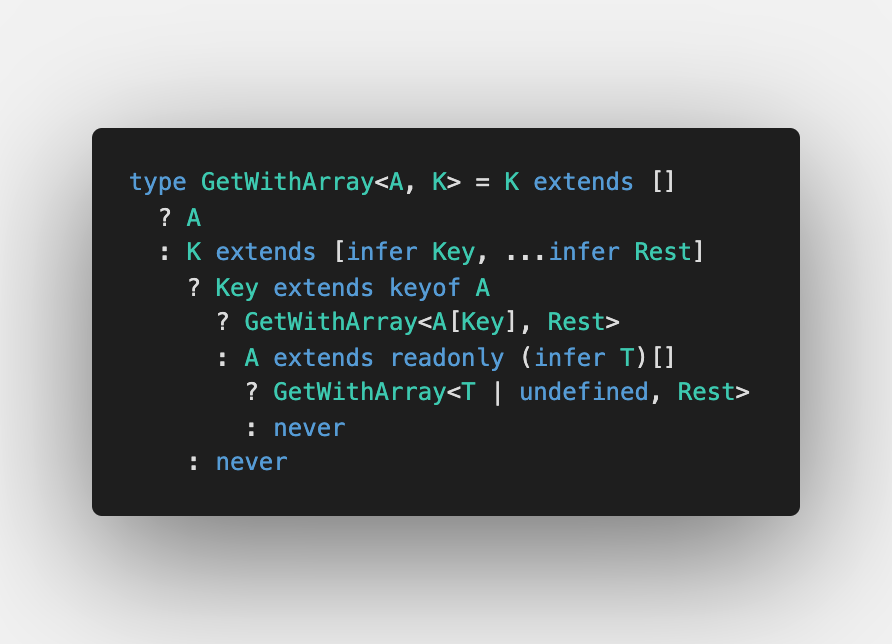 type GetWithArray<A, K> = K extends []
  ? A
  : K extends [infer Key, ...infer Rest]
    ? Key extends keyof A
      ? GetWithArray<A[Key], Rest>
      : A extends readonly (infer T)[]
        ? GetWithArray<T | undefined, Rest>
        : never
    : never